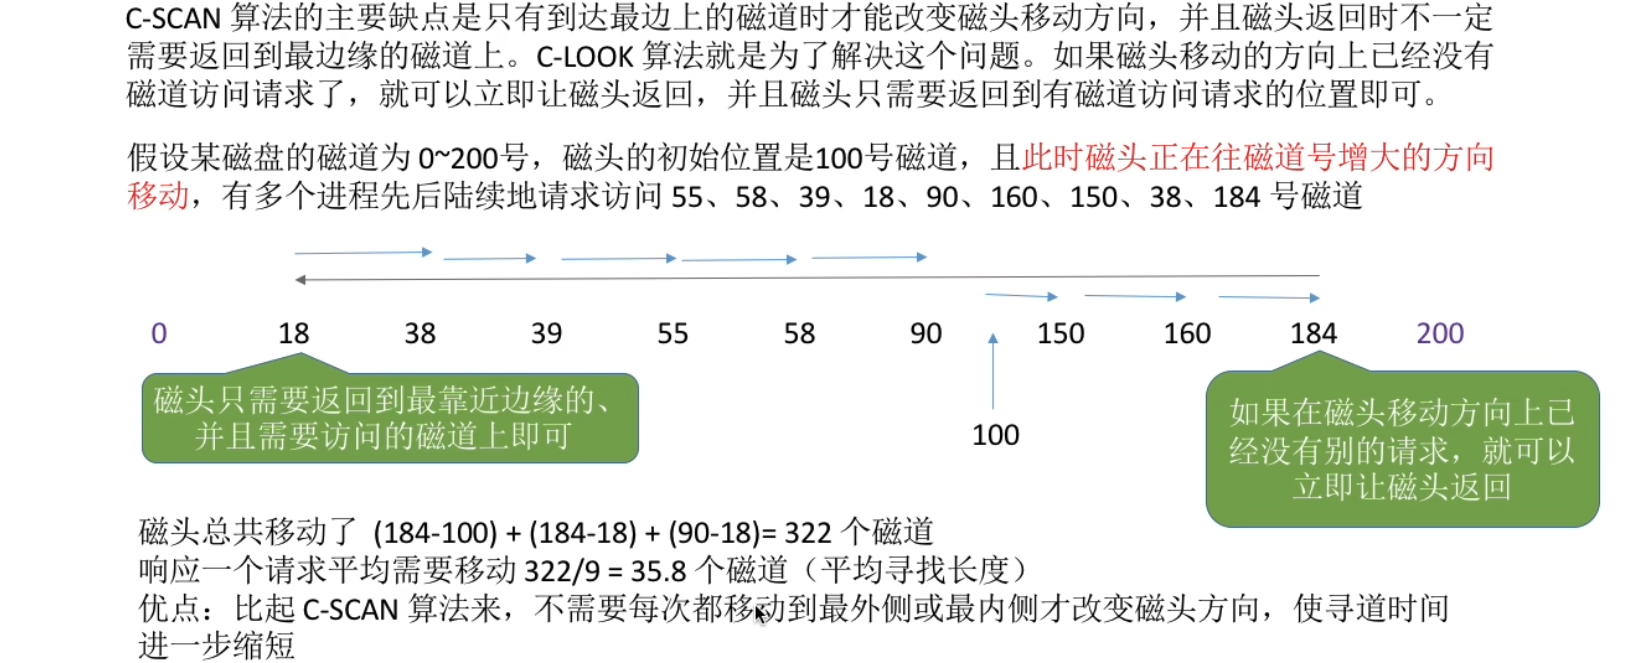 C-SCAN 算法的主要缺点是只有到达最边上的磁道时才能改变磁头移动方向，并且磁头返回时不一定
需要返回到最边缘的磁道上。C-LOOK 算法就是为了解决这个问题。如果磁头移动的方向上已经没有
磁道访问请求了，就可以立即让磁头返回，并且磁头只需要返回到有磁道访问请求的位置即可。
假设某磁盘的磁道为 0~200号，磁头的初始位置是100号磁道，且此时磁头正在往磁道号增大的方向
移动，有多个进程先后陆续地请求访问 55、58、39、18、90、160、150、38、184 号磁道
0 18 38 39 55 58 90 150 160 184 200
磁头只需要返回到最靠近边缘的、
并且需要访问的磁道上即可
100
如果在磁头移动方向上已
经没有别的请求，就可以
立即让磁头返回
磁头总共移动了 (184-100) + (184-18) + (90-18)= 322 个磁道
响应一个请求平均需要移动 322/9 = 35.8 个磁道（平均寻找长度）
优点：比起 C-SCAN 算法来，不需要每次都移动到最外侧或最内侧才改变磁头方向，使寻道时间
进一步缩短